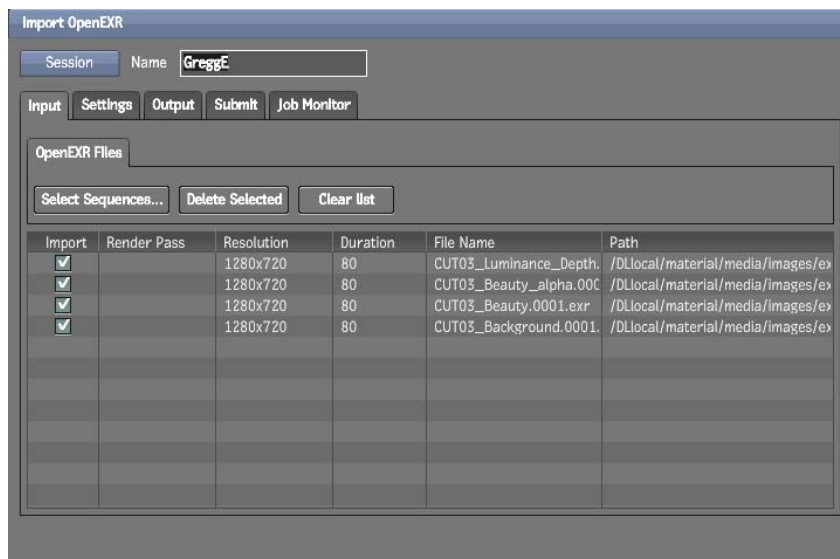 Import OpenEXR
Session Name GreggE
Input Settings Output Submit Job Monitor
OpenEXR Files
Select Sequences... Delete Selected Clear list
Import Render Pass Resolution Duration File Name Path
1280x720 80 CUT03_Luminance_Depth. /DLlocal/material/media/images/ex
1280x720 80 CUT03_Beauty_alpha.000 /DLlocal/material/media/images/ex
1280x720 80 CUT03_Beauty.0001.exr /DLlocal/material/media/images/ex
1280x720 80 CUT03_Background.0001. /DLlocal/material/media/images/ex